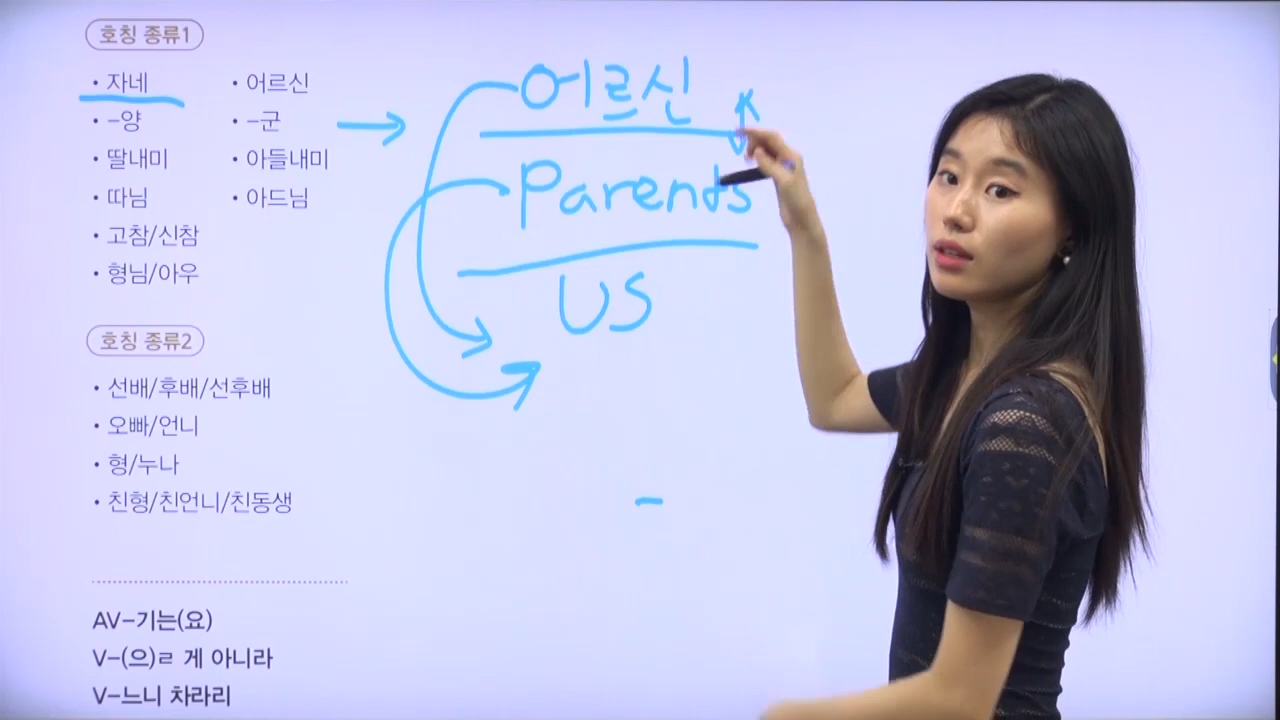 호칭 종류1
• 자네 • 어르신
• -양 • -군
• 딸내미 • 아들내미
• 따님 • 아드님
• 고참/신참
• 형님/아우
호칭 종류2
• 선배/후배/선후배
• 오빠/언니
• 형/누나
• 친형/친언니/친동생
AV-기는(요)
V-(으)ㄹ 게 아니라
V-느니 차라리
어르신
Parents
US